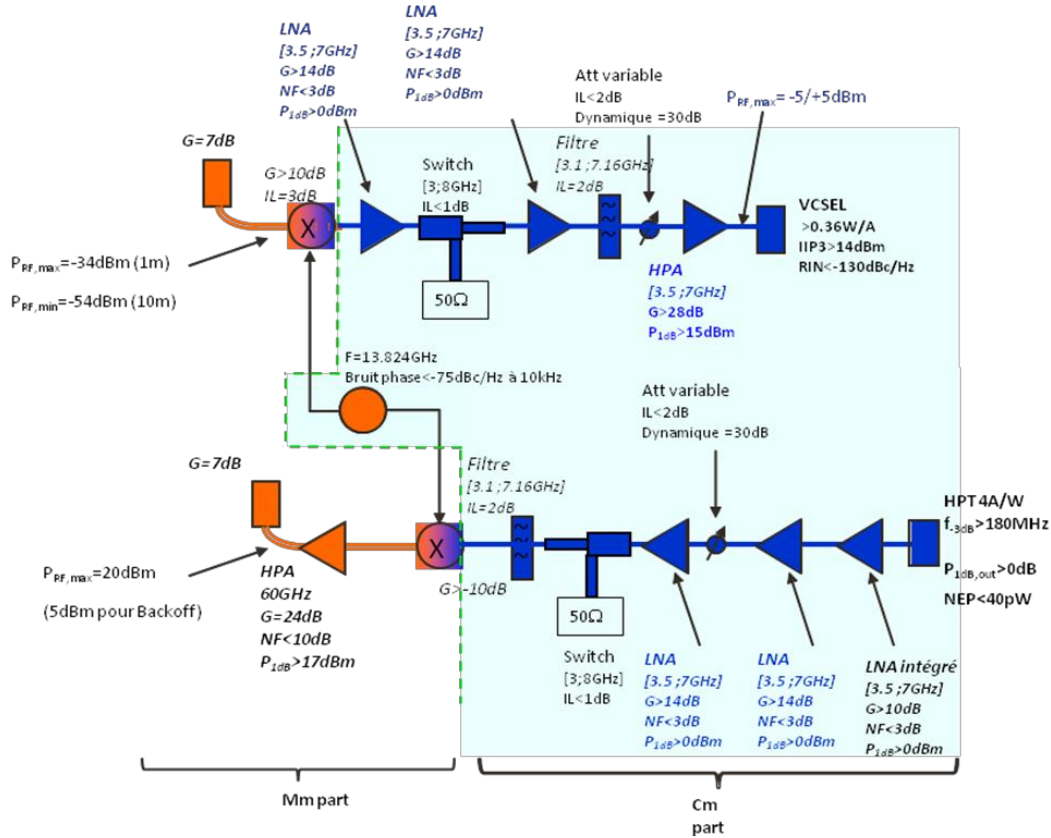 LNA
[3.5 ;7GHz]
G>14dB
NF<3dB
P1dB>0dBm
LNA
[3.5 ;7GHz]
G>14dB
NF<3dB
P1dB>0dBm
Att variable
IL<2dB
Dynamique =30dB
PRF,max= -5/+5dBm
G=7dB
G>10dB
IL=3dB
Switch
[3;8GHz]
IL<1dB
Filtre
[3.1 ;7.16GHz]
IL=2dB
X
VCSEL
>0.36W/A
IIP3>14dBm
RIN<-130dBc/Hz
PRF,max=-34dBm (1m)
PRF,min=-54dBm (10m)
50Ω
HPA
[3.5 ;7GHz]
G>28dB
P1dB>15dBm
F=13.824GHz
Bruit phase<-75dBc/Hz à 10kHz
Att variable
IL<2dB
Dynamique =30dB
G=7dB
Filtre
[3.1 ;7.16GHz]
IL=2dB
X
HPT 4A/W
f-3dB>180MHz
P1dB,out>0dB
NEP<40pW
PRF,max=20dBm
(5dBm pour Backoff)
HPA
60GHz
G=24dB
NF<10dB
P1dB>17dBm
G>-10dB
50Ω
Switch
[3;8GHz]
IL<1dB
LNA
[3.5 ;7GHz]
G>14dB
NF<3dB
P1dB>0dBm
LNA
[3.5 ;7GHz]
G>14dB
NF<3dB
P1dB>0dBm
LNA intégré
[3.5 ;7GHz]
G>10dB
NF<3dB
P1dB>0dBm
Mm part
Cm
part